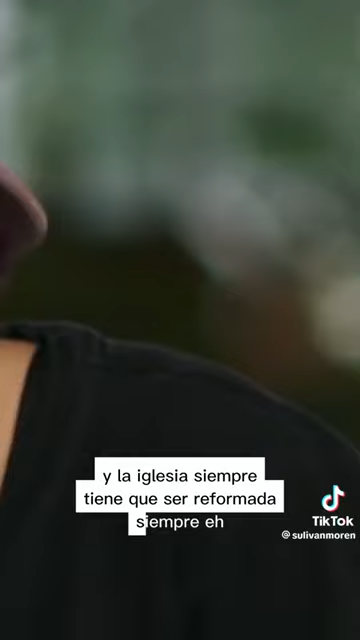 y la iglesia siempre
tiene que ser reformada
siempre eh
TikTok
@sulivanmoren